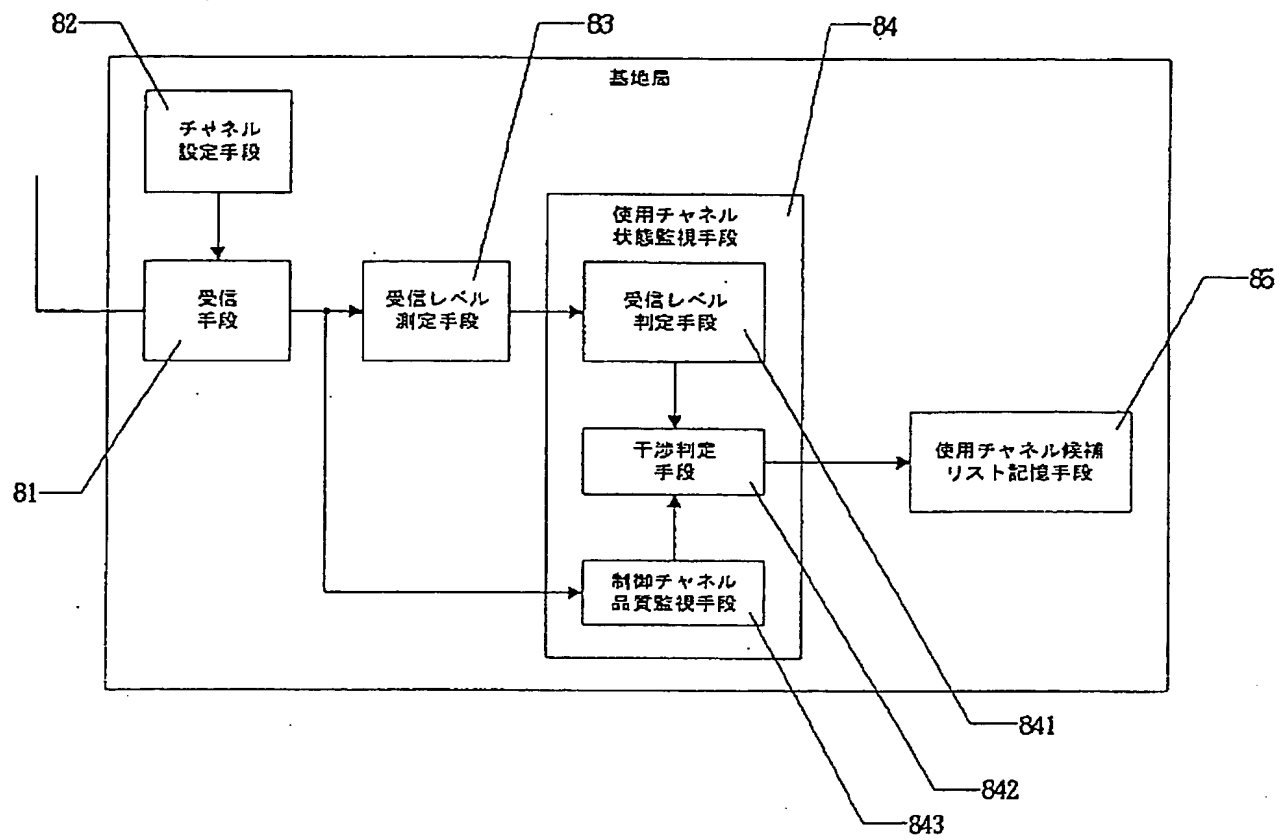 82
83
84
基地局
チャネル
設定手段
使用チャネル
状態監視手段
85
受信
手段
受信レベル
測定手段
受信レベル
判定手段
干渉判定
手段
使用チャネル候補
リスト記憶手段
81
制御チャネル
品質監視手段
841
842
843